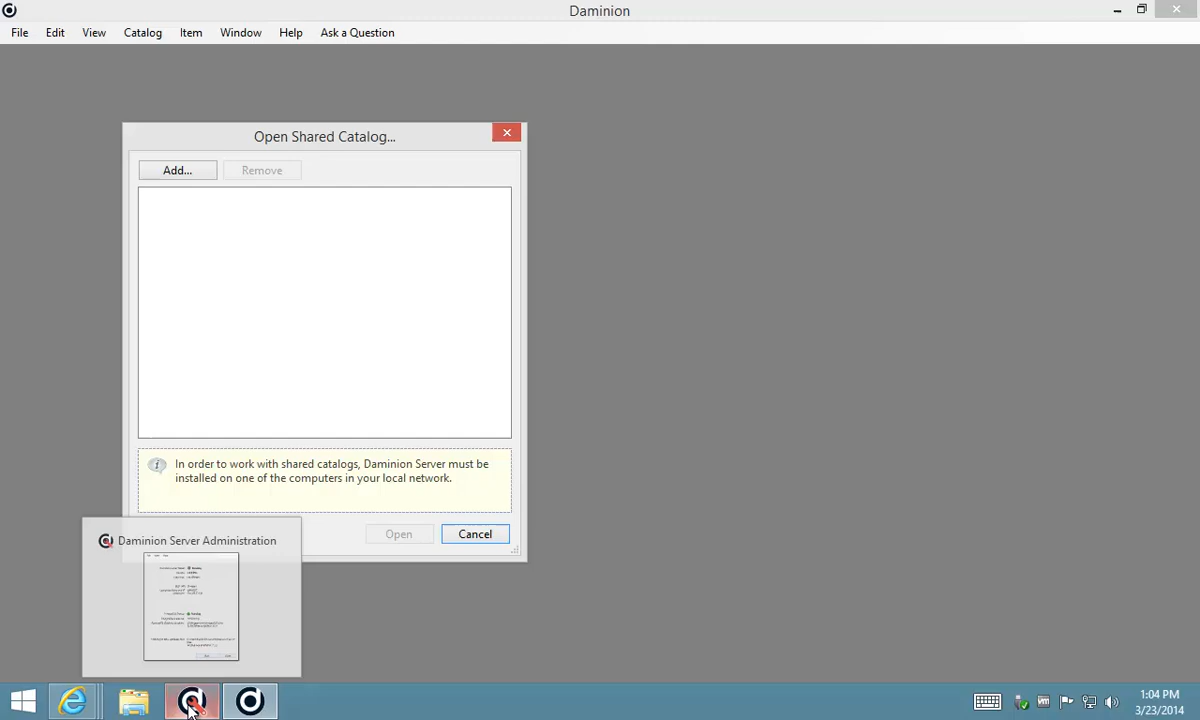 Daminion
File Edit View Catalog Item Window Help Ask a Question
Open Shared Catalog...
Add... Remove
In order to work with shared catalogs, Daminion Server must be
installed on one of the computers in your local network.
Open Cancel
Daminion Server Administration
1:04 PM
3/23/2014